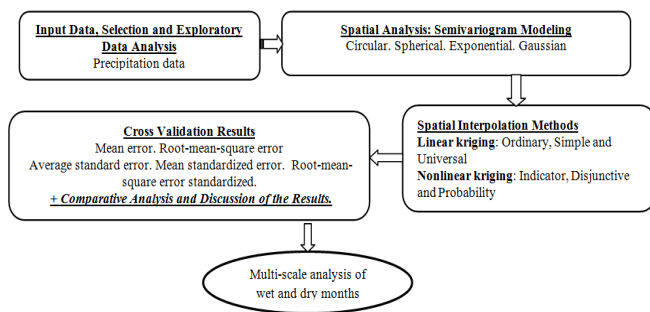 Input Data, Selection and Exploratory
Data Analysis
Precipitation data
Spatial Analysis: Semivariogram Modeling
Circular. Spherical. Exponential. Gaussian
Spatial Interpolation Methods
Linear kriging: Ordinary, Simple and
Universal
Nonlinear kriging: Indicator, Disjunctive
and Probability
Cross Validation Results
Mean error. Root-mean-square error
Average standard error. Mean standardized error. Root-mean-
square error standardized.
+ Comparative Analysis and Discussion of the Results.
Multi-scale analysis of
wet and dry months